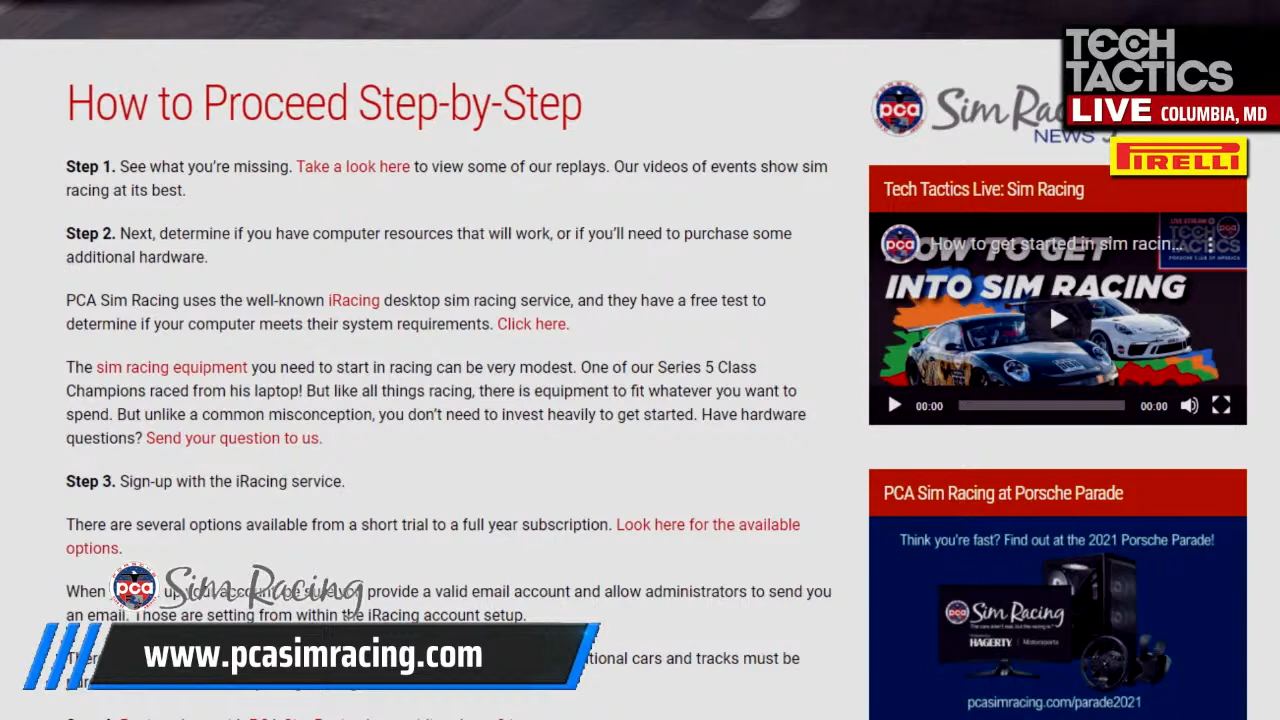 How to Proceed Step-by-Step
Step 1. See what you’re missing. Take a look here to view some of our replays. Our videos of events show sim
racing at its best.
Step 2. Next, determine if you have computer resources that will work, or if you’ll need to purchase some
additional hardware.
PCA Sim Racing uses the well-known iRacing desktop sim racing service, and they have a free test to
determine if your computer meets their system requirements. Click here.
The sim racing equipment you need to start in racing can be very modest. One of our Series 5 Class
Champions raced from his laptop! But like all things racing, there is equipment to fit whatever you want to
spend. But unlike a common misconception, you don’t need to invest heavily to get started. Have hardware
questions? Send your question to us.
Step 3. Sign-up with the iRacing service.
There are several options available from a short trial to a full year subscription. Look here for the available
options.
When up your account, be sure you provide a valid email account and allow administrators to send you
an email. Those are setting from within the iRacing account setup.
tional cars and tracks must be
pca Sim Racing
www.pcasimracing.com
TECH
TACTICS
LIVE COLUMBIA, MD
PIRELLI
pca Sim
NEWS
Tech Tactics Live: Sim Racing
pca How to get started in sim racin...
HOW TO GET
INTO SIM RACING
LIVE STREAM
TECH
TACTICS
00:00 00:00
PCA Sim Racing at Porsche Parade
Think you’re fast? Find out at the 2021 Porsche Parade!
pca Sim Racing
HAGERTY Motorsports
pcasimracing.com/parade2021